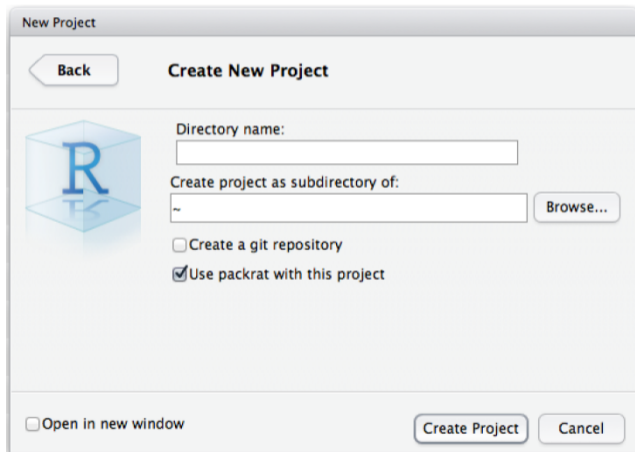 New Project
Back
Create New Project
R
Directory name:
Create project as subdirectory of:
~
Browse...
Create a git repository
Use packrat with this project
Open in new window
Create Project
Cancel